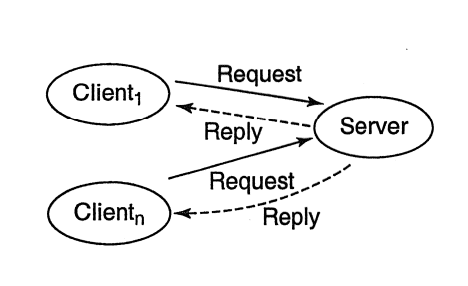 Request
Client₁
Server
Reply
Request
Clientₙ
Reply